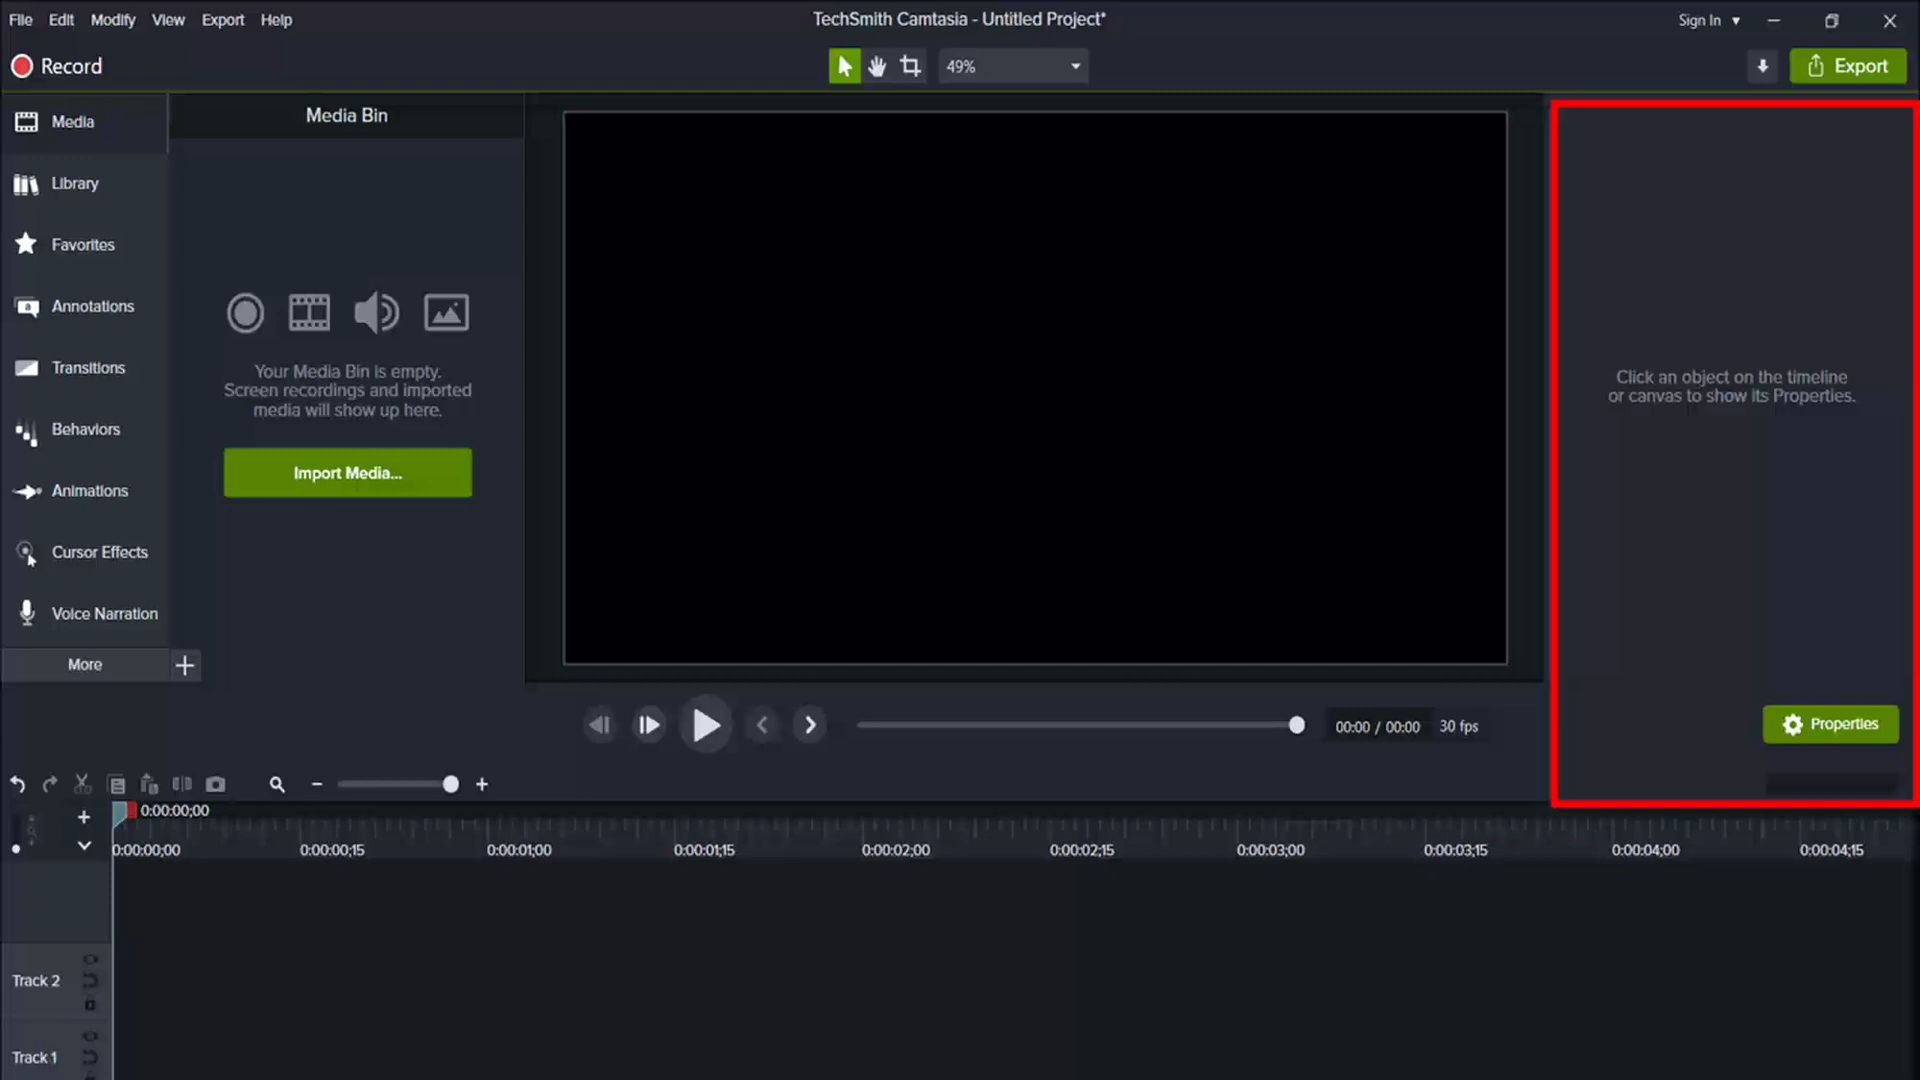 File Edit Modify View Export Help
TechSmith Camtasia - Untitled Project*
Sign In
Record
49%
Export
Media
Library
Favorites
Annotations
Transitions
Behaviors
Animations
Cursor Effects
Voice Narration
More
Media Bin
Your Media Bin is empty.
Screen recordings and imported
media will show up here.
Import Media...
Click an object on the timeline
or canvas to show its Properties.
00:00 / 00:00 30 fps
Properties
0:00:00;00
0:00:00;00 0:00:00;15 0:00:01;00 0:00:01;15 0:00:02;00 0:00:02;15 0:00:03;00 0:00:03;15 0:00:04;00 0:00:04;15
Track 2
Track 1